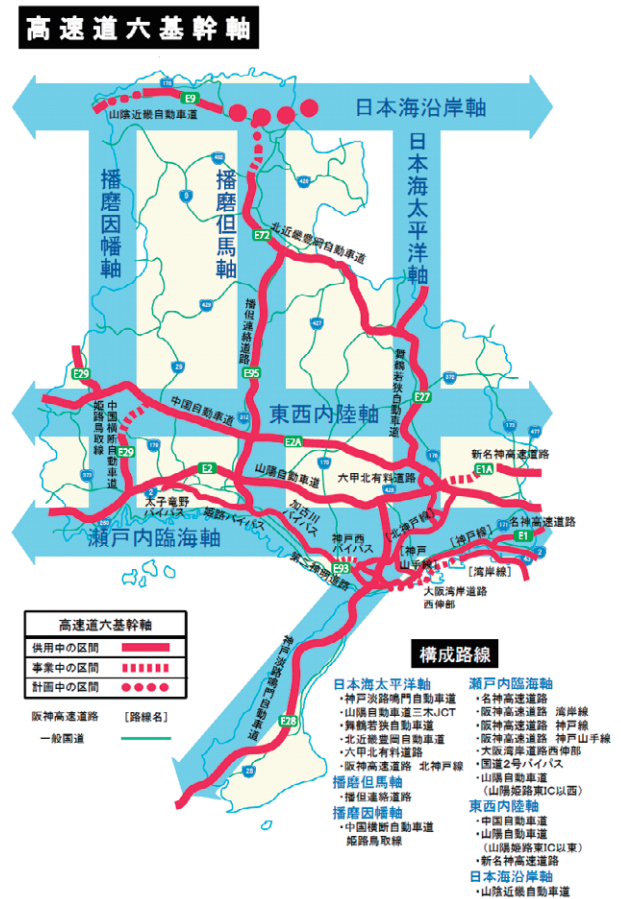 高速道六基幹軸
日本海沿岸軸
178
E9
山陰近畿自動車道
播磨因幡軸
播磨但馬軸
日本海太平洋軸
482
9
426
E72
北近畿豊岡自動車道
429
427
播但連絡道路
舞鶴若狭自動車道
29
E29
E95
372
E27
中国自動車道
312
東西内陸軸
中国横断自動車道
姫路鳥取線
E29
179
E2A
173
477
新名神高速道路
E2
山陽自動車道
176
六甲北有料道路
E1A
373
2
428
太子竜野
バイパス
姫路バイパス
加古川
バイパス
250
瀬戸内臨海軸
神戸西
バイパス
[北神戸線]
[神戸
山手線]
[神戸線]
171
名神高速道路
E1
2
43
E93
第二神明道路
[湾岸線]
大阪湾岸道路
西伸部
神戸淡路鳴門自動車道
E28
28
高速道六基幹軸
供用中の区間
事業中の区間
計画中の区間
阪神高速道路 [路線名]
一般国道
構成路線
日本海太平洋軸
・神戸淡路鳴門自動車道
・山陽自動車道三木JCT
・舞鶴若狭自動車道
・北近畿豊岡自動車道
・六甲北有料道路
・阪神高速道路 北神戸線
播磨但馬軸
・播但連絡道路
播磨因幡軸
・中国横断自動車道
姫路鳥取線
瀬戸内臨海軸
・名神高速道路
・阪神高速道路 湾岸線
・阪神高速道路 神戸線
・阪神高速道路 神戸山手線
・大阪湾岸道路西伸部
・国道2号バイパス
・山陽自動車道
（山陽姫路東IC以西）
東西内陸軸
・中国自動車道
・山陽自動車道
（山陽姫路東IC以東）
・新名神高速道路
日本海沿岸軸
・山陰近畿自動車道